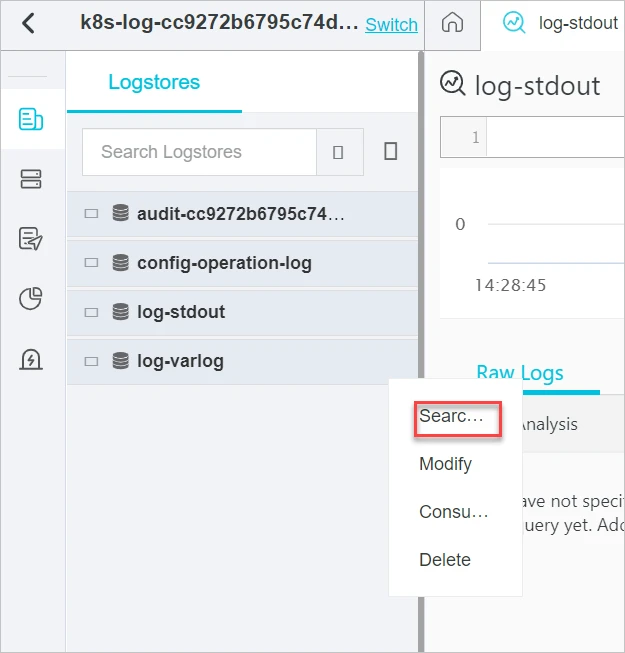 k8s-log-cc9272b6795c74d... Switch
log-stdout
Logstores
log-stdout
Search Logstores
1
audit-cc9272b6795c74...
0
config-operation-log
14:28:45
log-stdout
log-varlog
Raw Logs
Searc...
Analysis
Modify
ave not speci
Consu...
uery yet. Add
Delete